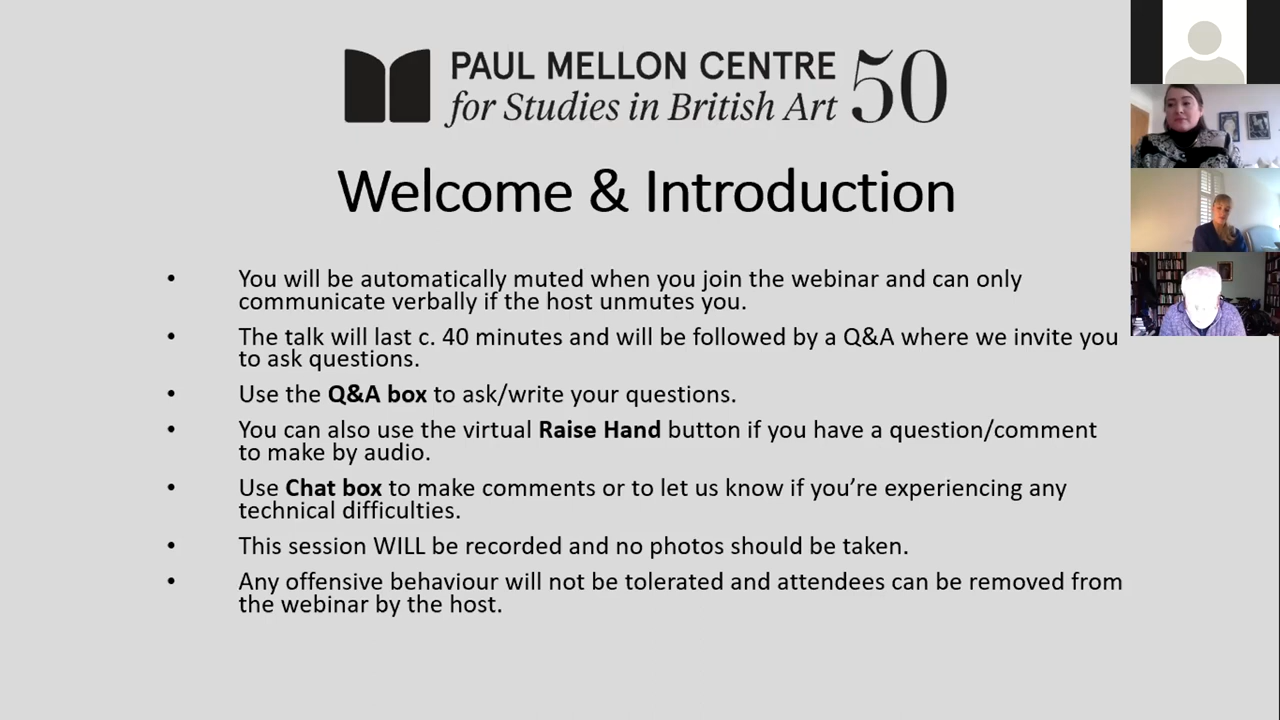 PAUL MELLON CENTRE
for Studies in British Art 50
Welcome & Introduction
• You will be automatically muted when you join the webinar and can only
communicate verbally if the host unmutes you.
• The talk will last c. 40 minutes and will be followed by a Q&A where we invite you
to ask questions.
• Use the Q&A box to ask/write your questions.
• You can also use the virtual Raise Hand button if you have a question/comment
to make by audio.
• Use Chat box to make comments or to let us know if you’re experiencing any
technical difficulties.
• This session WILL be recorded and no photos should be taken.
• Any offensive behaviour will not be tolerated and attendees can be removed from
the webinar by the host.